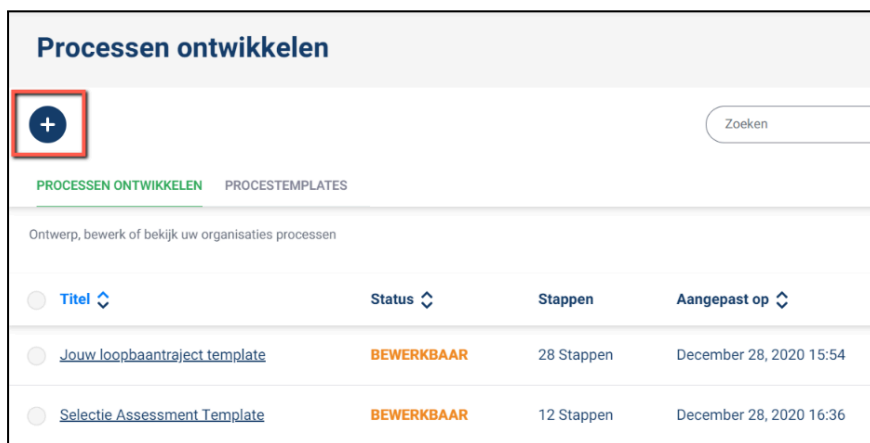 Processen ontwikkelen
Zoeken
PROCESSEN ONTWIKKELEN PROCESTEMPLATES
Ontwerp, bewerk of bekijk uw organisaties processen
Titel Status Stappen Aangepast op
Jouw loopbaantraject template BEWERKBAAR 28 Stappen December 28, 2020 15:54
Selectie Assessment Template BEWERKBAAR 12 Stappen December 28, 2020 16:36